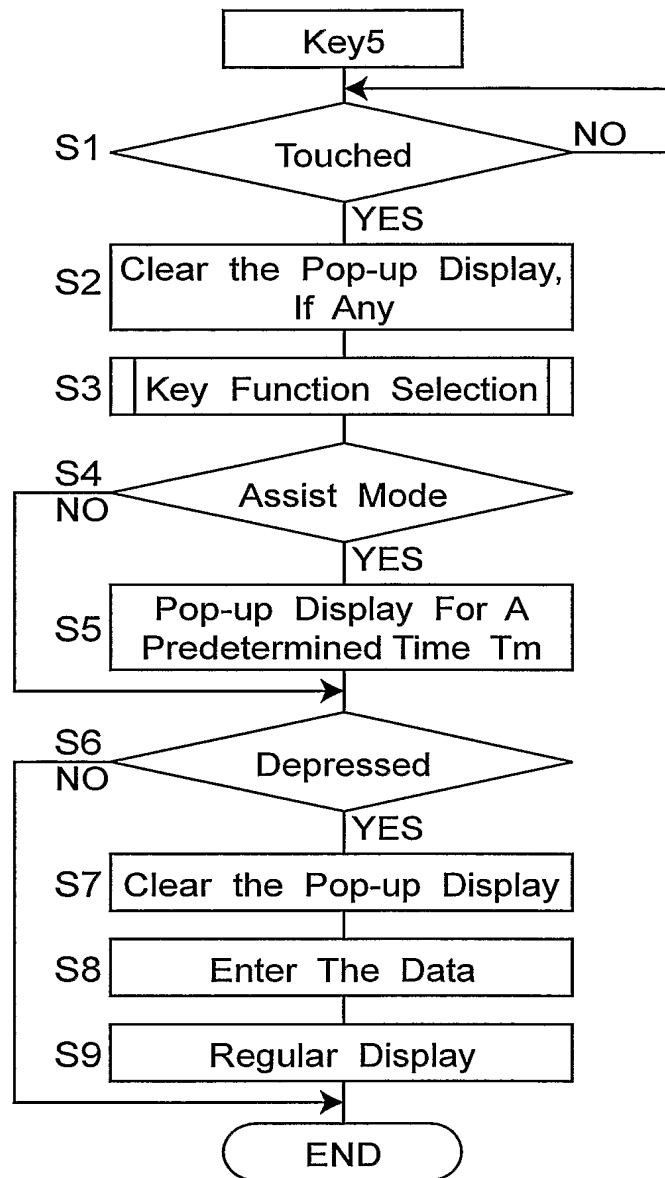 Key5
S1
Touched
NO
YES
S2
Clear the Pop-up Display,
If Any
S3
Key Function Selection
S4
NO
Assist Mode
YES
S5
Pop-up Display For A
Predetermined Time Tm
S6
NO
Depressed
YES
S7
Clear the Pop-up Display
S8
Enter The Data
S9
Regular Display
END